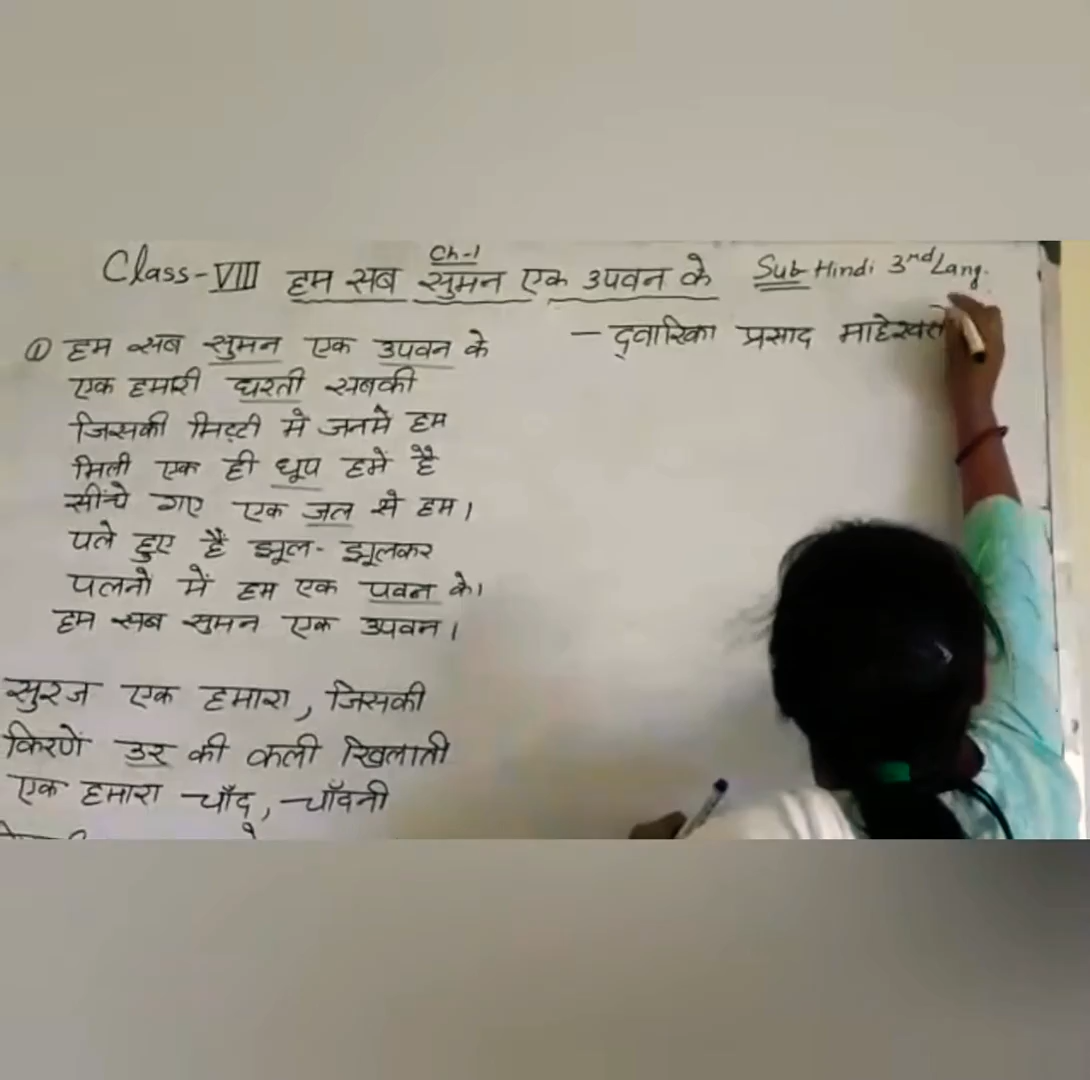 Ch-1
Class-VIII हम सब सुमन एक उपवन के Sub-Hindi 3rd Lang.
- द्वारिका प्रसाद माहेश्वरी
① हम सब सुमन एक उपवन के
एक हमारी धरती सबकी
जिसकी मिट्टी में जनमे हम
मिली एक ही धूप हमें है
सींचे गए एक जल से हम।
पले हुए हैं झूल-झूलकर
पलनो में हम एक पवन के।
हम सब सुमन एक उपवन।
सुरज एक हमारा, जिसकी
किरणे उर की कली खिलाती
एक हमारा चाँद, चाँदनी